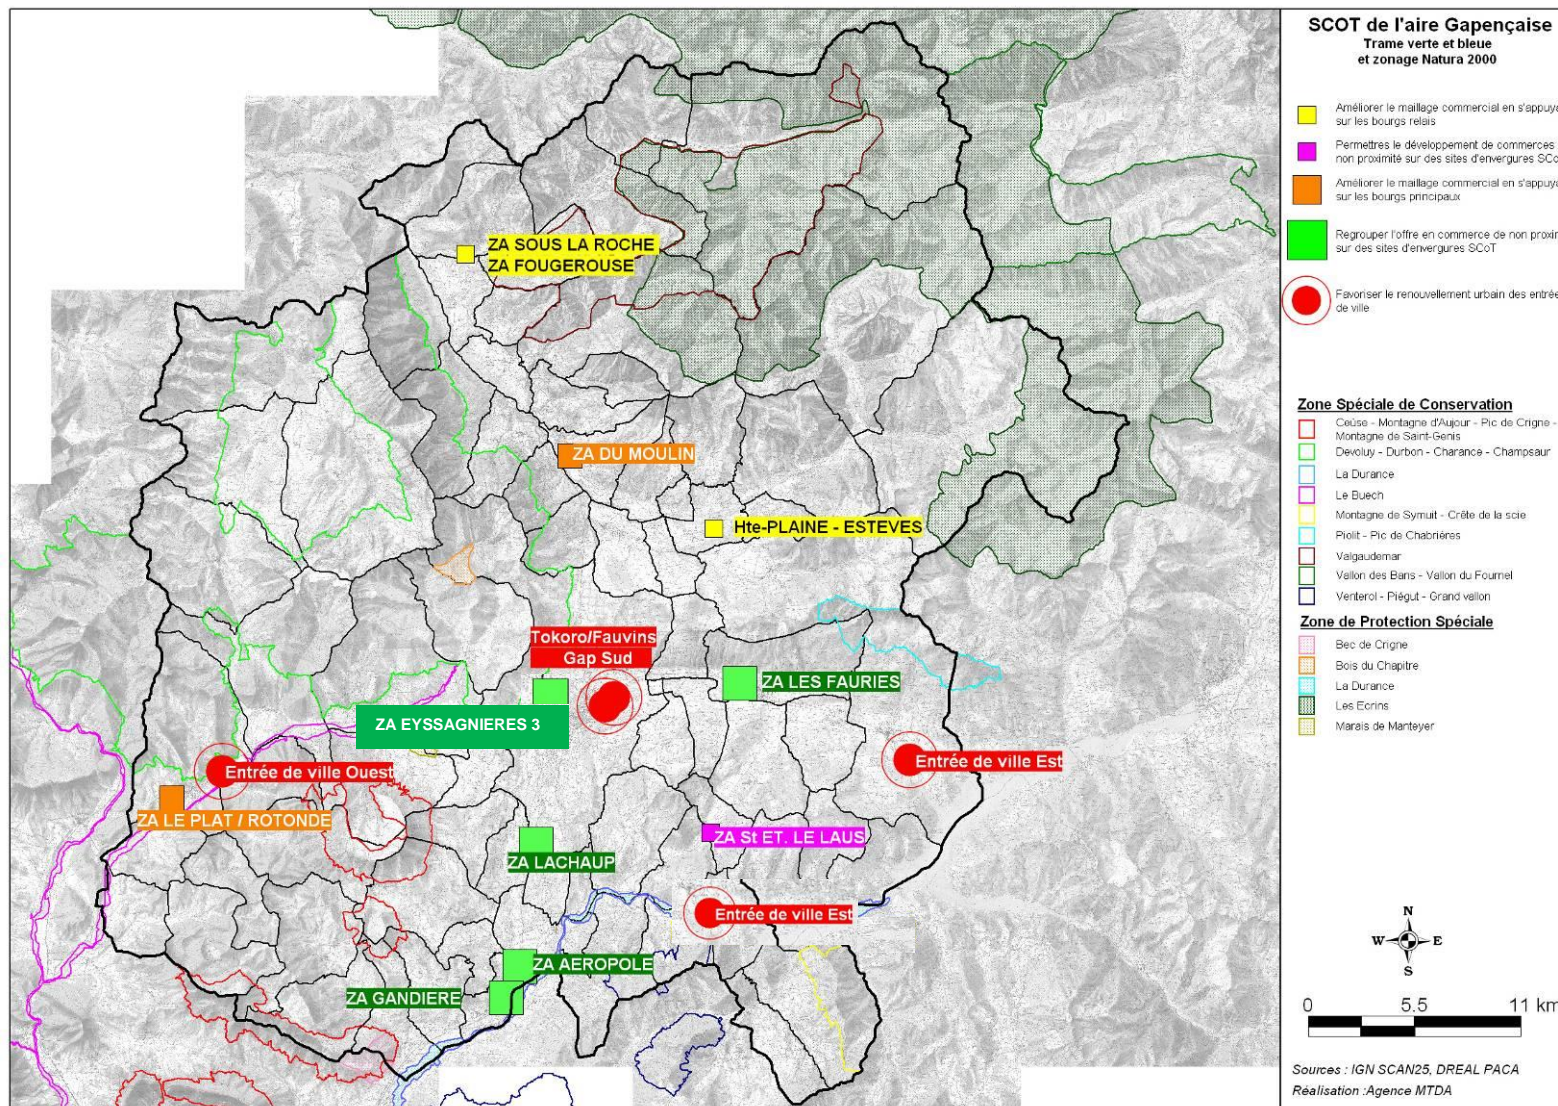 SCOT de l'aire Gapençaise
Trame verte et bleue
et zonage Natura 2000
Améliorer le maillage commercial en s'appuya
sur les bourgs relais
Permettres le développement de commerces
non proximité sur des sites d'envergures SCo
Améliorer le maillage commercial en s'appuya
sur les bourgs principaux
Regrouper l'offre en commerce de non proxim
sur des sites d'envergures SCoT
Favoriser le renouvellement urbain des entrée
de ville
Zone Spéciale de Conservation
Ceüse - Montagne d'Aujour - Pic de Crigne -
Montagne de Saint-Genis
Devoluy - Durbon - Charance - Champsaur
La Durance
Le Buech
Montagne de Symuit - Crête de la scie
Piolit - Pic de Chabrières
Valgaudemar
Vallon des Bans - Vallon du Fournel
Venterol - Piégut - Grand vallon
Zone de Protection Spéciale
Bec de Crigne
Bois du Chapitre
La Durance
Les Ecrins
Marais de Manteyer
N
W E
S
0 5.5 11 km
Sources : IGN SCAN25, DREAL PACA
Réalisation :Agence MTDA
ZA SOUS LA ROCHE
ZA FOUGEROUSE
ZA DU MOULIN
Hte-PLAINE - ESTEVES
Tokoro/Fauvins
Gap Sud
ZA LES FAURIES
ZA EYSSAGNIERES 3
Entrée de ville Ouest
Entrée de ville Est
ZA LE PLAT / ROTONDE
ZA St ET. LE LAUS
ZA LACHAUP
Entrée de ville Est
ZA AEROPOLE
ZA GANDIERE